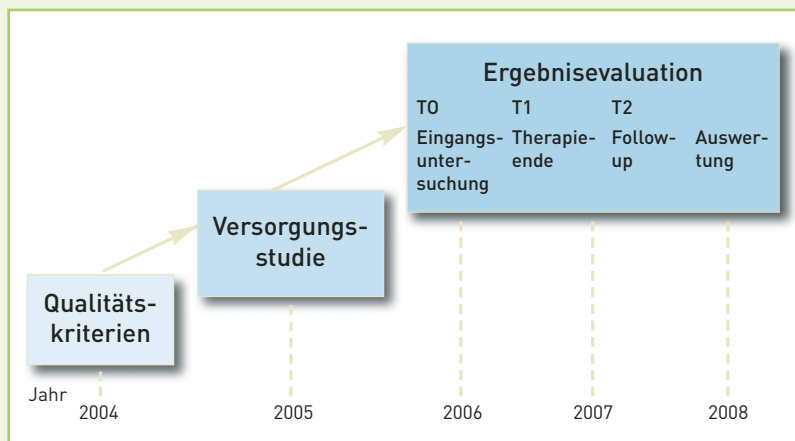 Ergebnisevaluation
T0 T1 T2
Eingangs- Therapie- Follow- Auswer-
unter- ende up tung
suchung
Versorgungs-
studie
Qualitäts-
kriterien
Jahr
2004 2005 2006 2007 2008